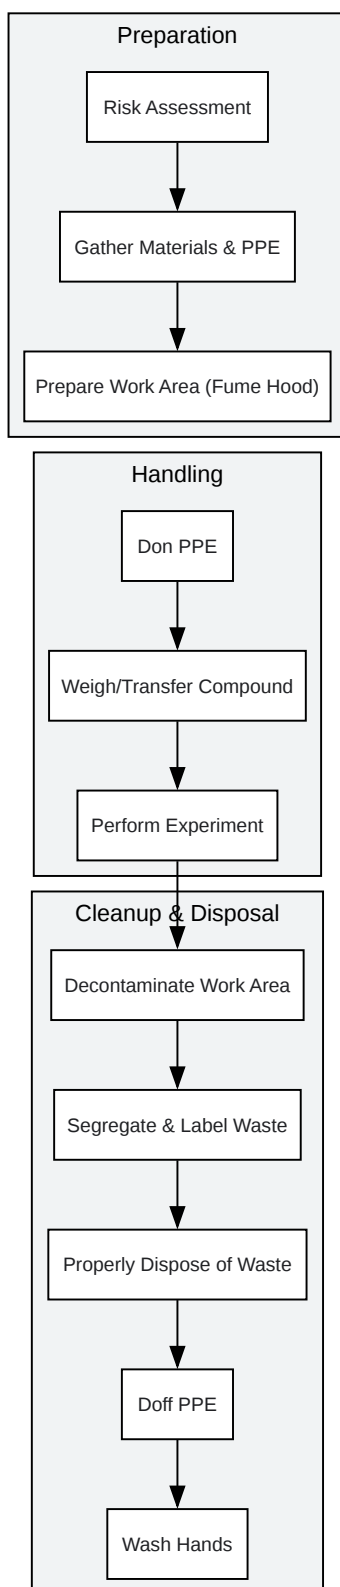 Preparation
Risk Assessment
Gather Materials & PPE
Prepare Work Area (Fume Hood)
Handling
Don PPE
Weigh/Transfer Compound
Perform Experiment
Cleanup & Disposal
Decontaminate Work Area
Segregate & Label Waste
Properly Dispose of Waste
Doff PPE
Wash Hands